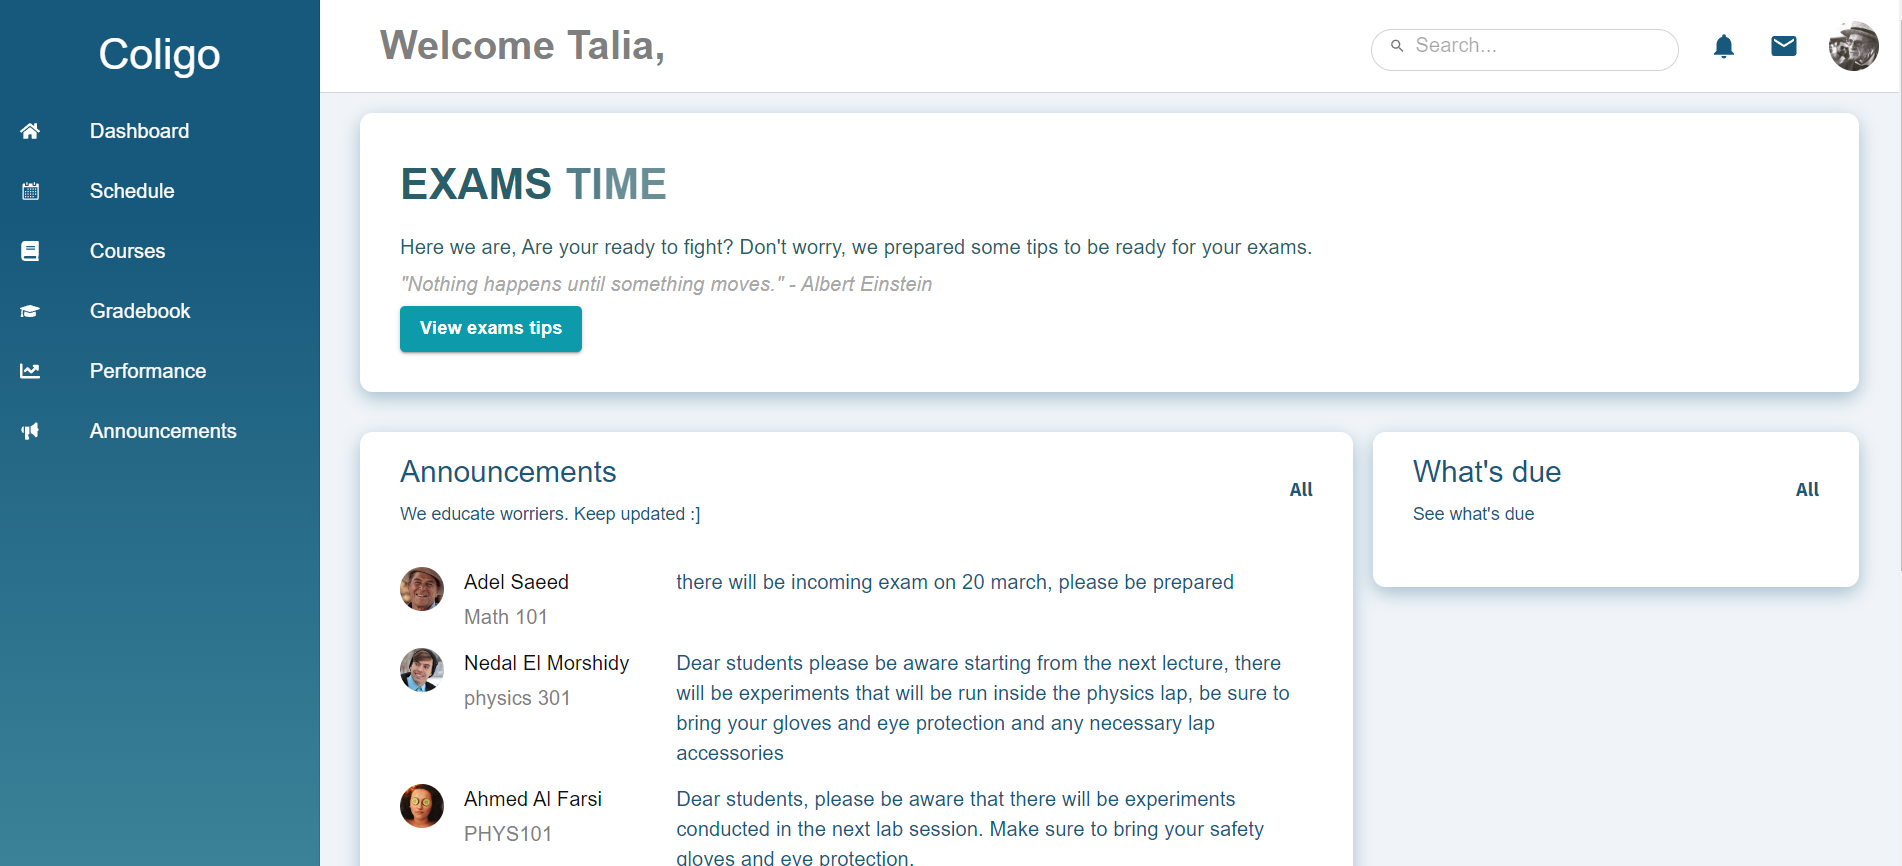 Coligo
Dashboard
Schedule
Courses
Gradebook
Performance
Announcements
Welcome Talia,
Search...
EXAMS TIME
Here we are, Are your ready to fight? Don't worry, we prepared some tips to be ready for your exams.
"Nothing happens until something moves." - Albert Einstein
View exams tips
Announcements
All
We educate worriers. Keep updated :]
Adel Saeed
Math 101
there will be incoming exam on 20 march, please be prepared
Nedal El Morshidy
physics 301
Dear students please be aware starting from the next lecture, there
will be experiments that will be run inside the physics lap, be sure to
bring your gloves and eye protection and any necessary lap
accessories
Ahmed Al Farsi
PHYS101
Dear students, please be aware that there will be experiments
conducted in the next lab session. Make sure to bring your safety
gloves and eye protection.
What's due
All
See what's due